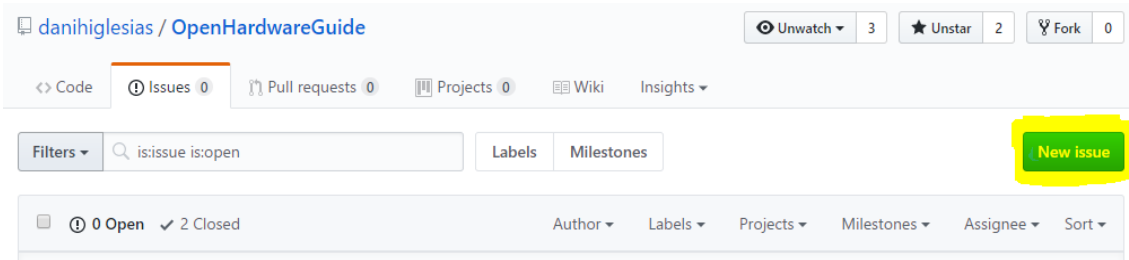 danihiglesias / OpenHardwareGuide Unwatch 3 Unstar 2 Fork 0
<> Code Issues 0 Pull requests 0 Projects 0 Wiki Insights
Filters is:issue is:open Labels Milestones New issue
0 Open 2 Closed Author Labels Projects Milestones Assignee Sort